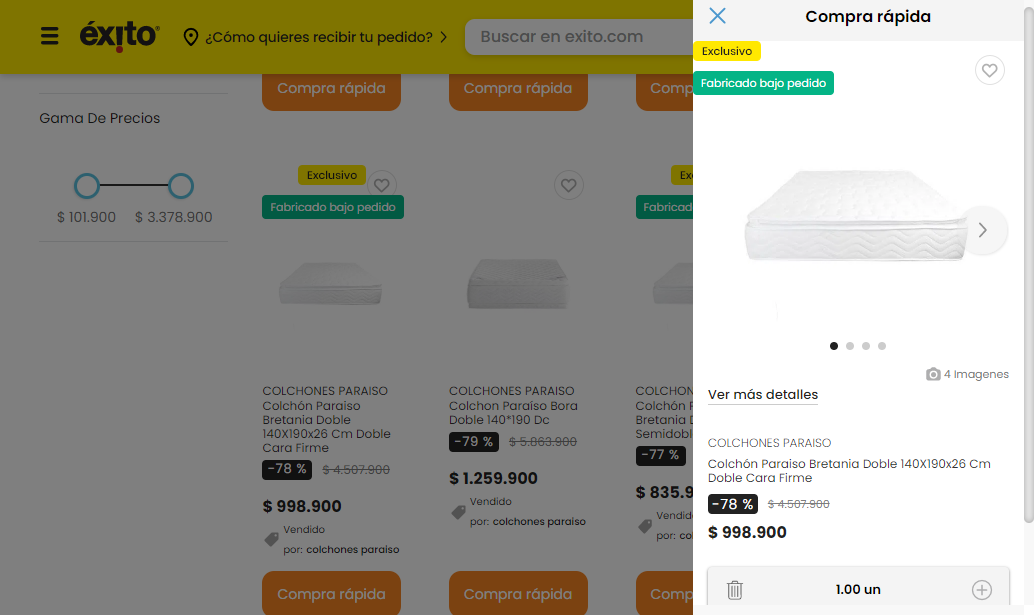 éxito
¿Cómo quieres recibir tu pedido?
Buscar en exito.com
Compra rápida
Compra rápida
Comp
Gama De Precios
$ 101.900
$ 3.378.900
Exclusivo
Fabricado bajo pedido
COLCHONES PARAISO
Colchón Paraiso
Bretania Doble
140X190x26 Cm Doble
Cara Firme
-78 %
$ 4.507.900
$ 998.900
Vendido
por: colchones paraiso
Compra rápida
COLCHONES PARAISO
Colchon Paraíso Bora
Doble 140*190 Dc
-79 %
$ 5.863.900
$ 1.259.900
Vendido
por: colchones paraiso
Compra rápida
Ex
Fabricad
COLCHON
Colchón P
Bretania D
Semidobl
-77 %
$ 835.9
Vendid
por: co
Comp
Compra rápida
Exclusivo
Fabricado bajo pedido
4 Imagenes
Ver más detalles
COLCHONES PARAISO
Colchón Paraiso Bretania Doble 140X190x26 Cm
Doble Cara Firme
-78 %
$ 4.507.900
$ 998.900
1.00 un